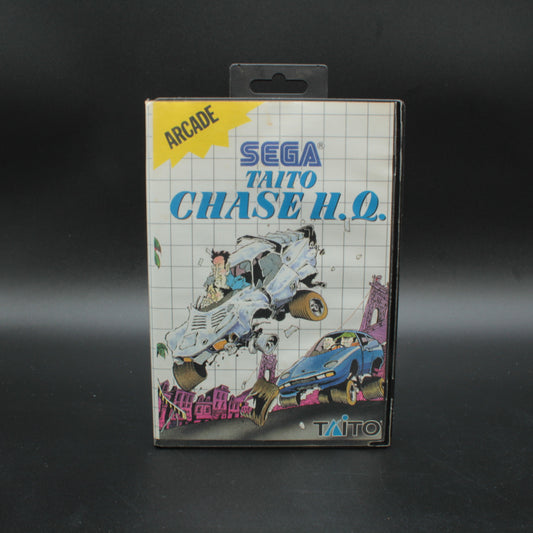 ARCADE
SEGA®
TAITO
CHASE H.Q.
TAITO